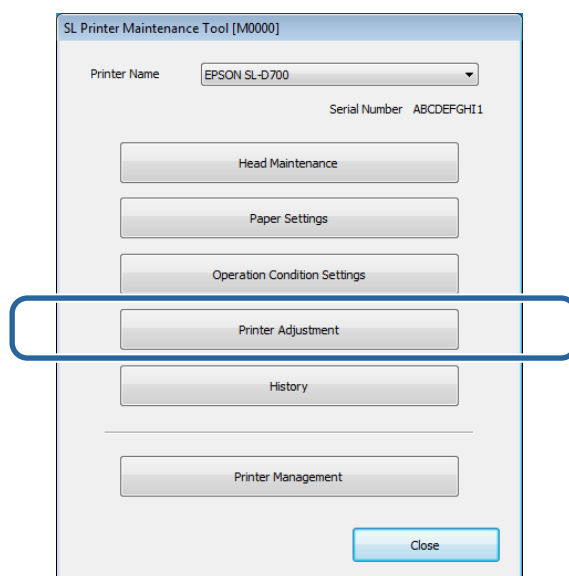 SL Printer Maintenance Tool [M0000]
Printer Name EPSON SL-D700
Serial Number ABCDEFGHI1
Head Maintenance
Paper Settings
Operation Condition Settings
Printer Adjustment
History
Printer Management
Close